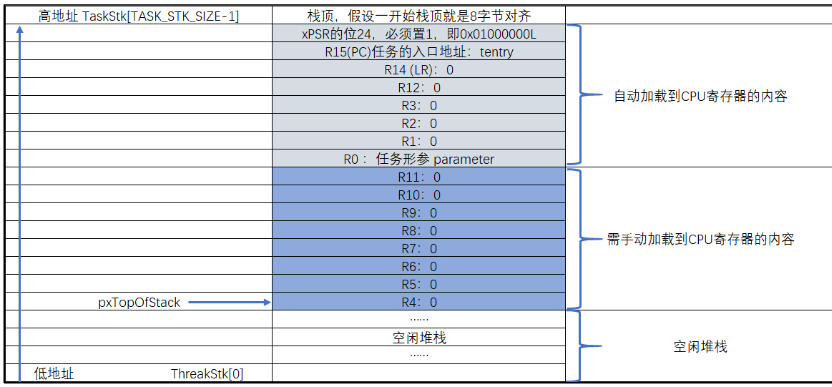 高地址 TaskStk[TASK_STK_SIZE-1]
栈顶，假设一开始栈顶就是8字节对齐
xPSR的位24，必须置1，即0x01000000L
R15(PC)任务的入口地址：tentry
R14 (LR)：0
R12：0
R3：0
R2：0
R1：0
R0 ：任务形参 parameter
自动加载到CPU寄存器的内容
R11：0
R10：0
R9：0
R8：0
R7：0
R6：0
R5：0
pxTopOfStack
R4：0
需手动加载到CPU寄存器的内容
......
空闲堆栈
......
空闲堆栈
低地址 ThreakStk[0]